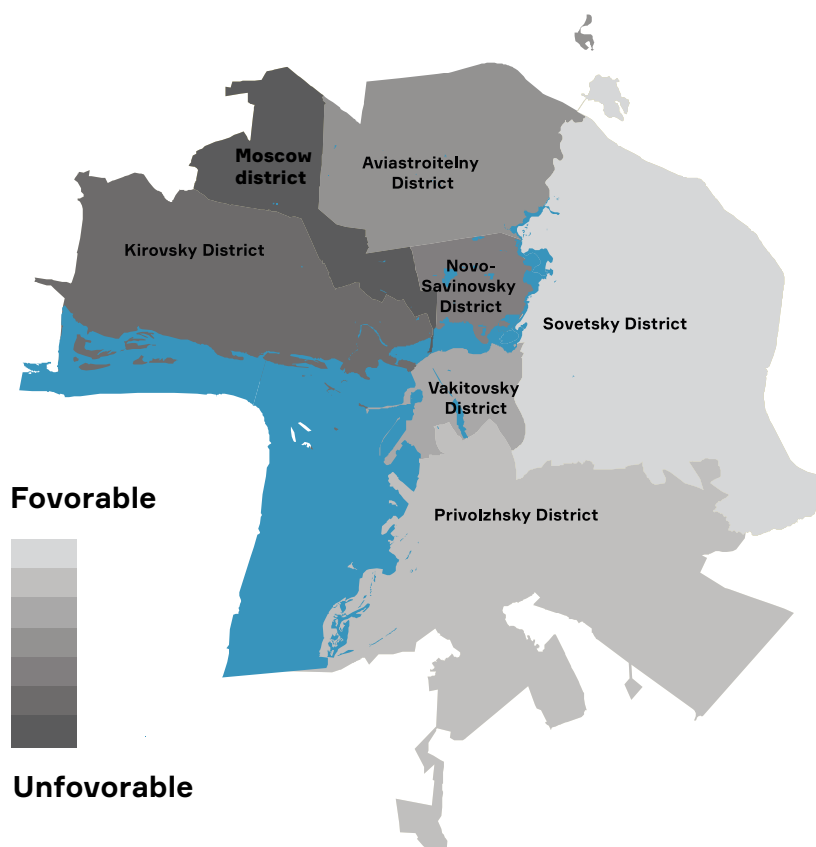 Moscow
district
Aviastroitelny
District
Kirovsky District
Novo-
Savinovsky
District
Sovetsky District
Vakitovsky
District
Privolzhsky District
Fovorable
Unfovorable